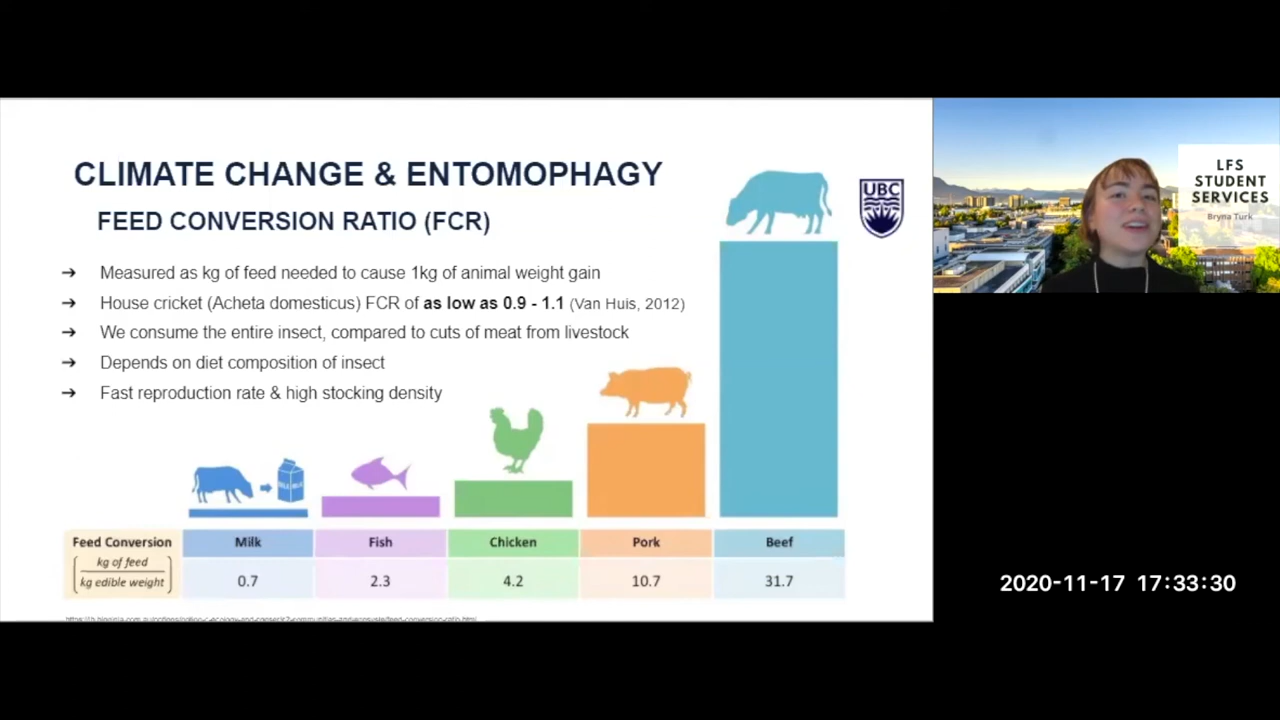 CLIMATE CHANGE & ENTOMOPHAGY
FEED CONVERSION RATIO (FCR)
UBC
➔ Measured as kg of feed needed to cause 1kg of animal weight gain
➔ House cricket (Acheta domesticus) FCR of as low as 0.9 - 1.1 (Van Huis, 2012)
➔ We consume the entire insect, compared to cuts of meat from livestock
➔ Depends on diet composition of insect
➔ Fast reproduction rate & high stocking density
Feed Conversion Milk Fish Chicken Pork Beef
kg of feed
kg edible weight
0.7 2.3 4.2 10.7 31.7
LFS
STUDENT
SERVICES
Bryna Turk
2020-11-17 17:33:30